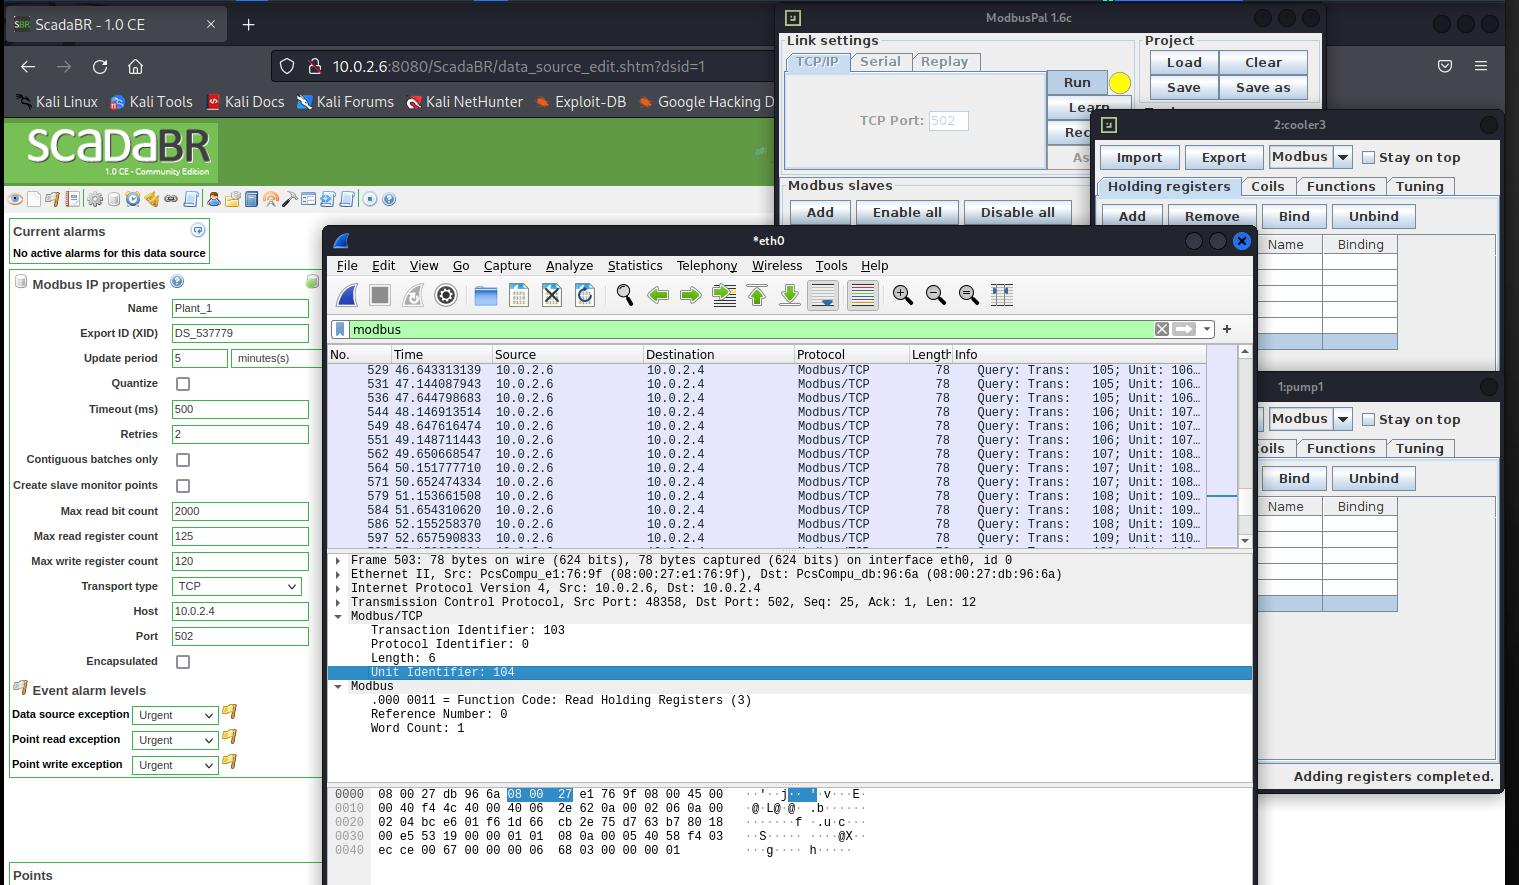 ScadaBR - 1.0 CE
10.0.2.6:8080/ScadaBR/data_source_edit.shtm?dsid=1
Kali Linux Kali Tools Kali Docs Kali Forums Kali NetHunter Exploit-DB Google Hacking D
SCADABR
1.0 CE - Community Edition
Current alarms
No active alarms for this data source
Modbus IP properties
Name Plant_1
Export ID (XID) DS_537779
Update period 5 minutes(s)
Quantize
Timeout (ms) 500
Retries 2
Contiguous batches only
Create slave monitor points
Max read bit count 2000
Max read register count 125
Max write register count 120
Transport type TCP
Host 10.0.2.4
Port 502
Encapsulated
Event alarm levels
Data source exception Urgent
Point read exception Urgent
Point write exception Urgent
Points
ModbusPal 1.6c
Link settings
TCP/IP Serial Replay
TCP Port: 502
Run
Learn
Rec
As
Project
Load Clear
Save Save as
Modbus slaves
Add Enable all Disable all
2:cooler3
Import Export Modbus Stay on top
Holding registers Coils Functions Tuning
Add Remove Bind Unbind
Name Binding
1:pump1
Modbus Stay on top
oils Functions Tuning
Bind Unbind
Name Binding
Adding registers completed.
*eth0
File Edit View Go Capture Analyze Statistics Telephony Wireless Tools Help
modbus
No. Time Source Destination Protocol Length Info
529 46.643313139 10.0.2.6 10.0.2.4 Modbus/TCP 78 Query: Trans: 105; Unit: 106…
531 47.144087943 10.0.2.6 10.0.2.4 Modbus/TCP 78 Query: Trans: 105; Unit: 106…
536 47.644798683 10.0.2.6 10.0.2.4 Modbus/TCP 78 Query: Trans: 105; Unit: 106…
544 48.146913514 10.0.2.6 10.0.2.4 Modbus/TCP 78 Query: Trans: 106; Unit: 107…
549 48.647616474 10.0.2.6 10.0.2.4 Modbus/TCP 78 Query: Trans: 106; Unit: 107…
551 49.148711443 10.0.2.6 10.0.2.4 Modbus/TCP 78 Query: Trans: 106; Unit: 107…
562 49.650668547 10.0.2.6 10.0.2.4 Modbus/TCP 78 Query: Trans: 107; Unit: 108…
564 50.151777710 10.0.2.6 10.0.2.4 Modbus/TCP 78 Query: Trans: 107; Unit: 108…
571 50.652474334 10.0.2.6 10.0.2.4 Modbus/TCP 78 Query: Trans: 107; Unit: 108…
579 51.153661508 10.0.2.6 10.0.2.4 Modbus/TCP 78 Query: Trans: 108; Unit: 109…
584 51.654310620 10.0.2.6 10.0.2.4 Modbus/TCP 78 Query: Trans: 108; Unit: 109…
586 52.155258370 10.0.2.6 10.0.2.4 Modbus/TCP 78 Query: Trans: 108; Unit: 109…
597 52.657590833 10.0.2.6 10.0.2.4 Modbus/TCP 78 Query: Trans: 109; Unit: 110…
Frame 503: 78 bytes on wire (624 bits), 78 bytes captured (624 bits) on interface eth0, id 0
Ethernet II, Src: PcsCompu_e1:76:9f (08:00:27:e1:76:9f), Dst: PcsCompu_db:96:6a (08:00:27:db:96:6a)
Internet Protocol Version 4, Src: 10.0.2.6, Dst: 10.0.2.4
Transmission Control Protocol, Src Port: 48358, Dst Port: 502, Seq: 25, Ack: 1, Len: 12
Modbus/TCP
Transaction Identifier: 103
Protocol Identifier: 0
Length: 6
Unit Identifier: 104
Modbus
.000 0011 = Function Code: Read Holding Registers (3)
Reference Number: 0
Word Count: 1
0000 08 00 27 db 96 6a 08 00 27 e1 76 9f 08 00 45 00 ··'··j·· '·v···E·
0010 00 40 f4 4c 40 00 40 06 2e 62 0a 00 02 06 0a 00 ·@·L@·@· .b······
0020 02 04 bc e6 01 f6 1d 66 cb 2e 75 d7 63 b7 80 18 ·······f ·.u·c···
0030 00 e5 53 19 00 00 01 01 08 0a 00 05 40 58 f4 03 ··S····· ····@X··
0040 ec ce 00 67 00 00 00 06 68 03 00 00 00 01 ···g···· h·····